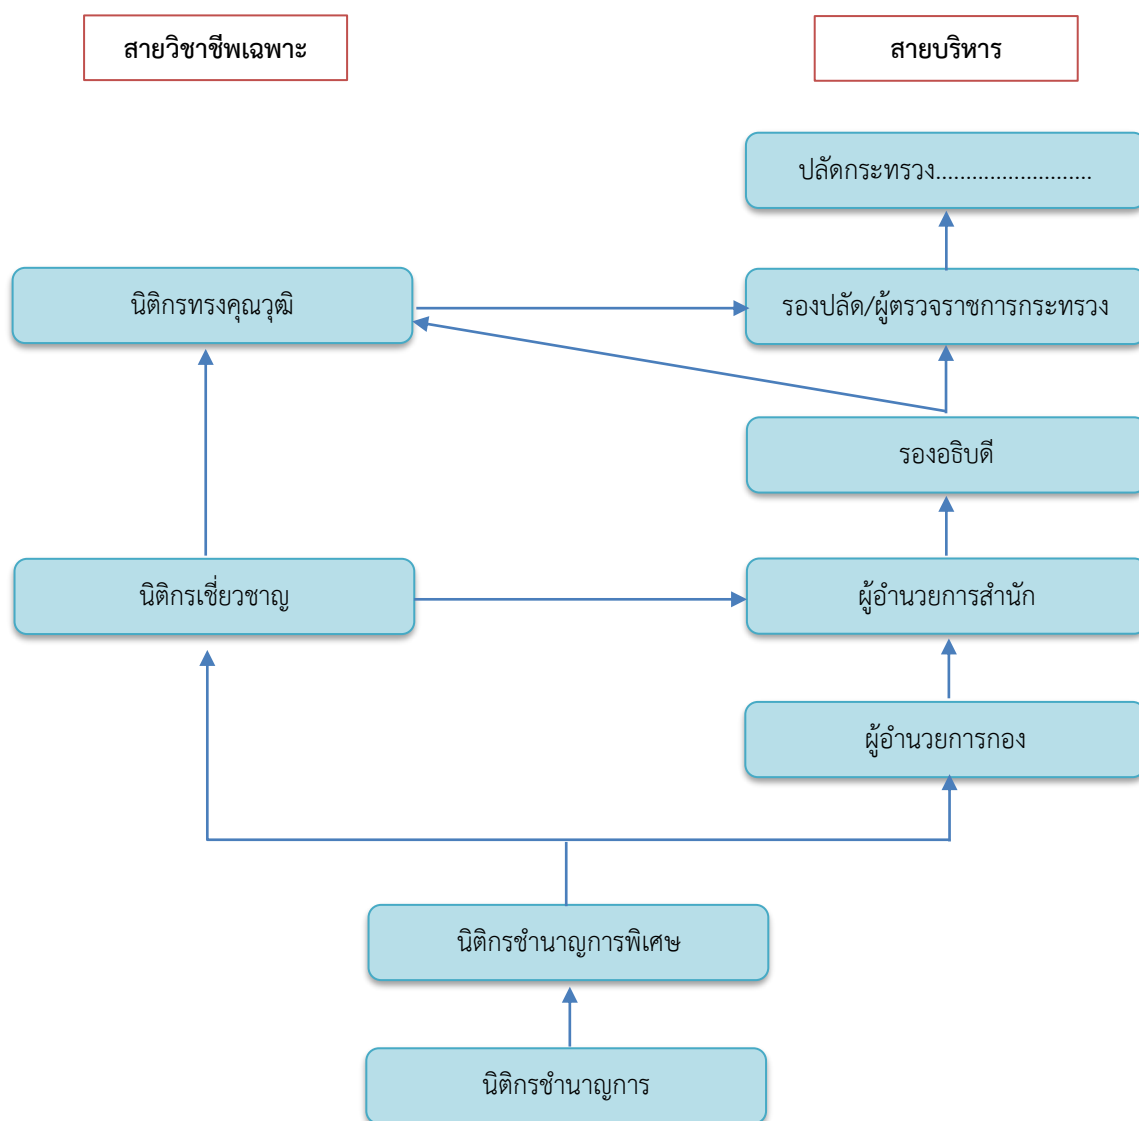 สายวิชาชีพเฉพาะ
สายบริหาร
ปลัดกระทรวง..........................
นิติกรทรงคุณวุฒิ
รองปลัด/ผู้ตรวจราชการกระทรวง
รองอธิบดี
นิติกรเชี่ยวชาญ
ผู้อำนวยการสำนัก
ผู้อำนวยการกอง
นิติกรชำนาญการพิเศษ
นิติกรชำนาญการ